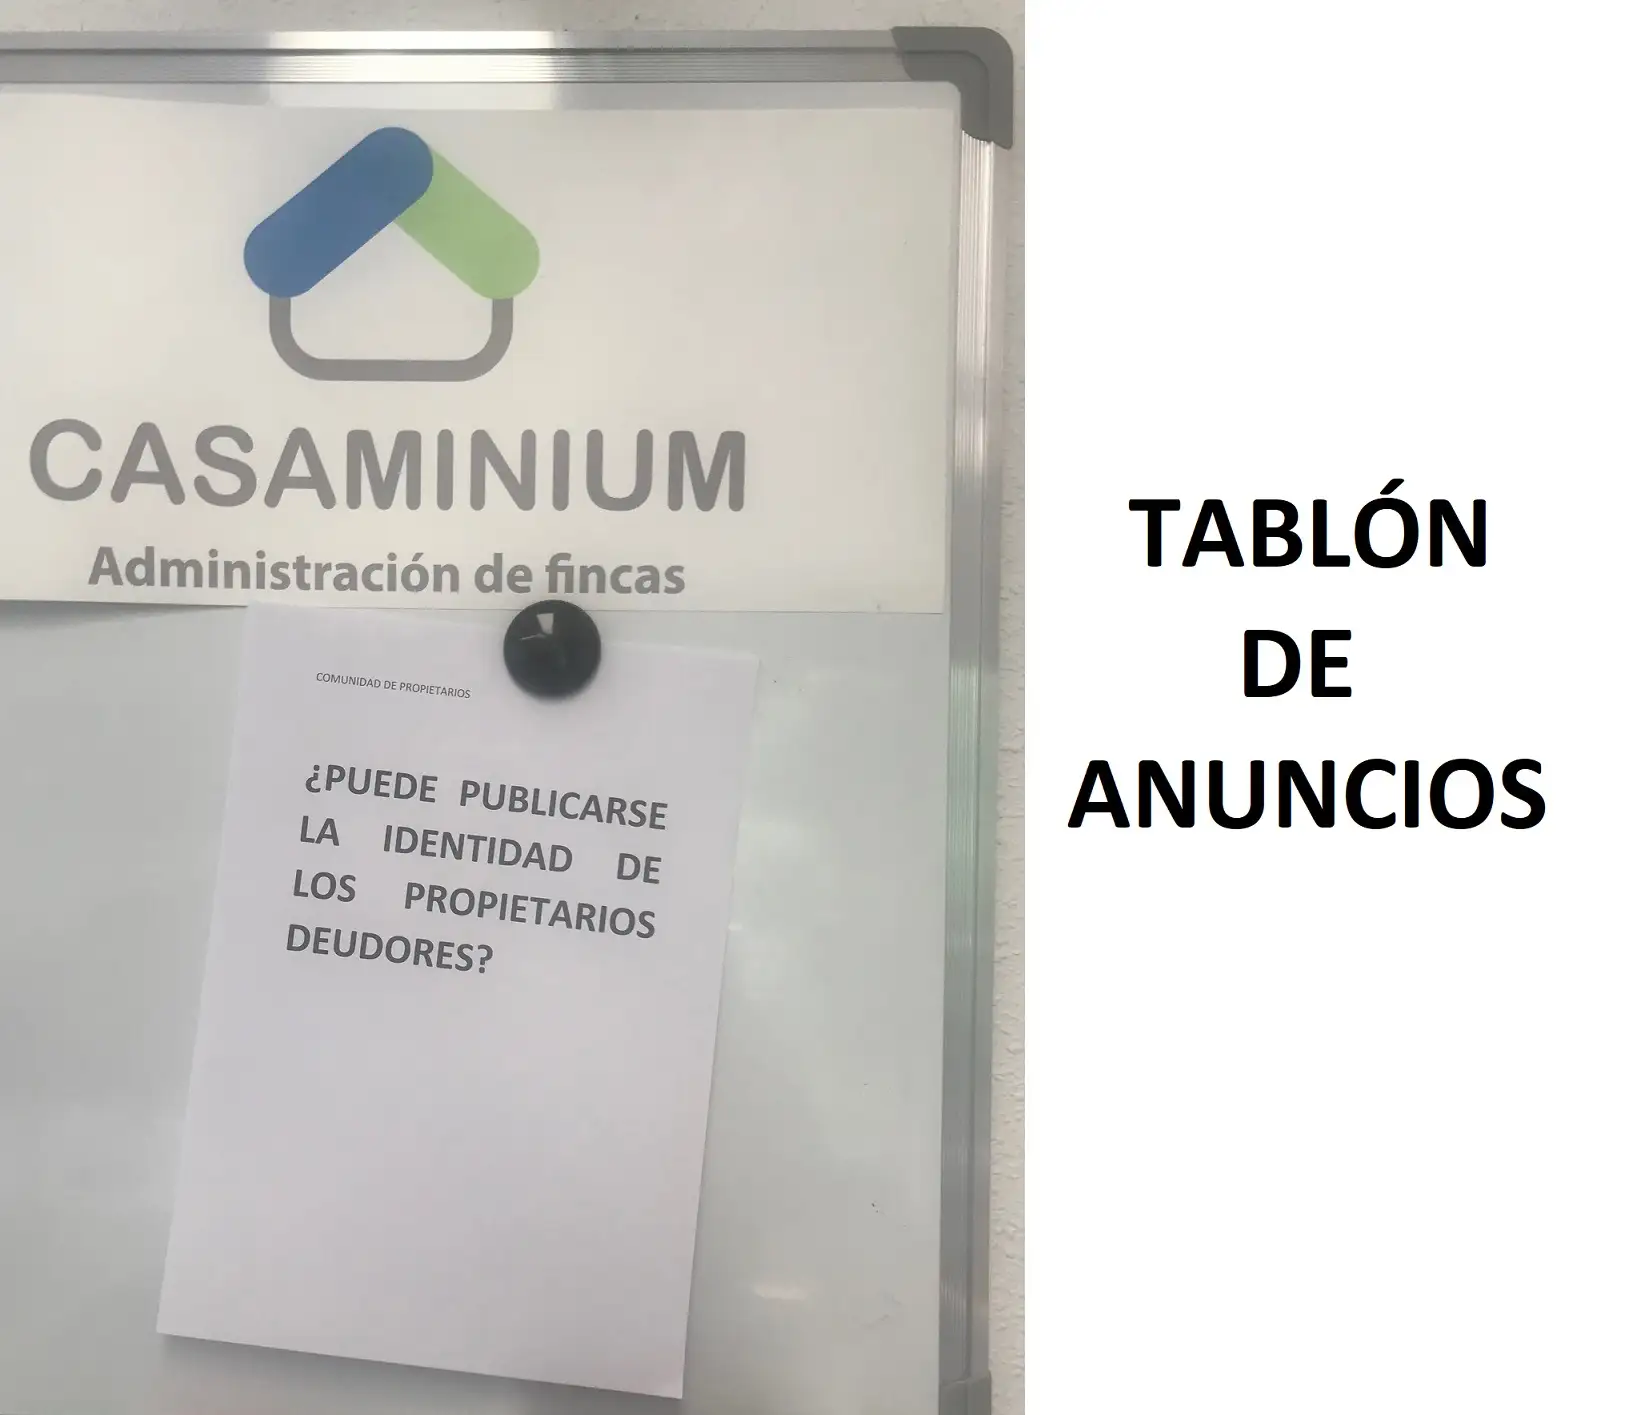 CASAMINIUM
Administración de fincas
COMUNIDAD DE PROPIETARIOS
¿PUEDE PUBLICARSE
LA IDENTIDAD DE
LOS PROPIETARIOS
DEUDORES?
TABLÓN
DE
ANUNCIOS